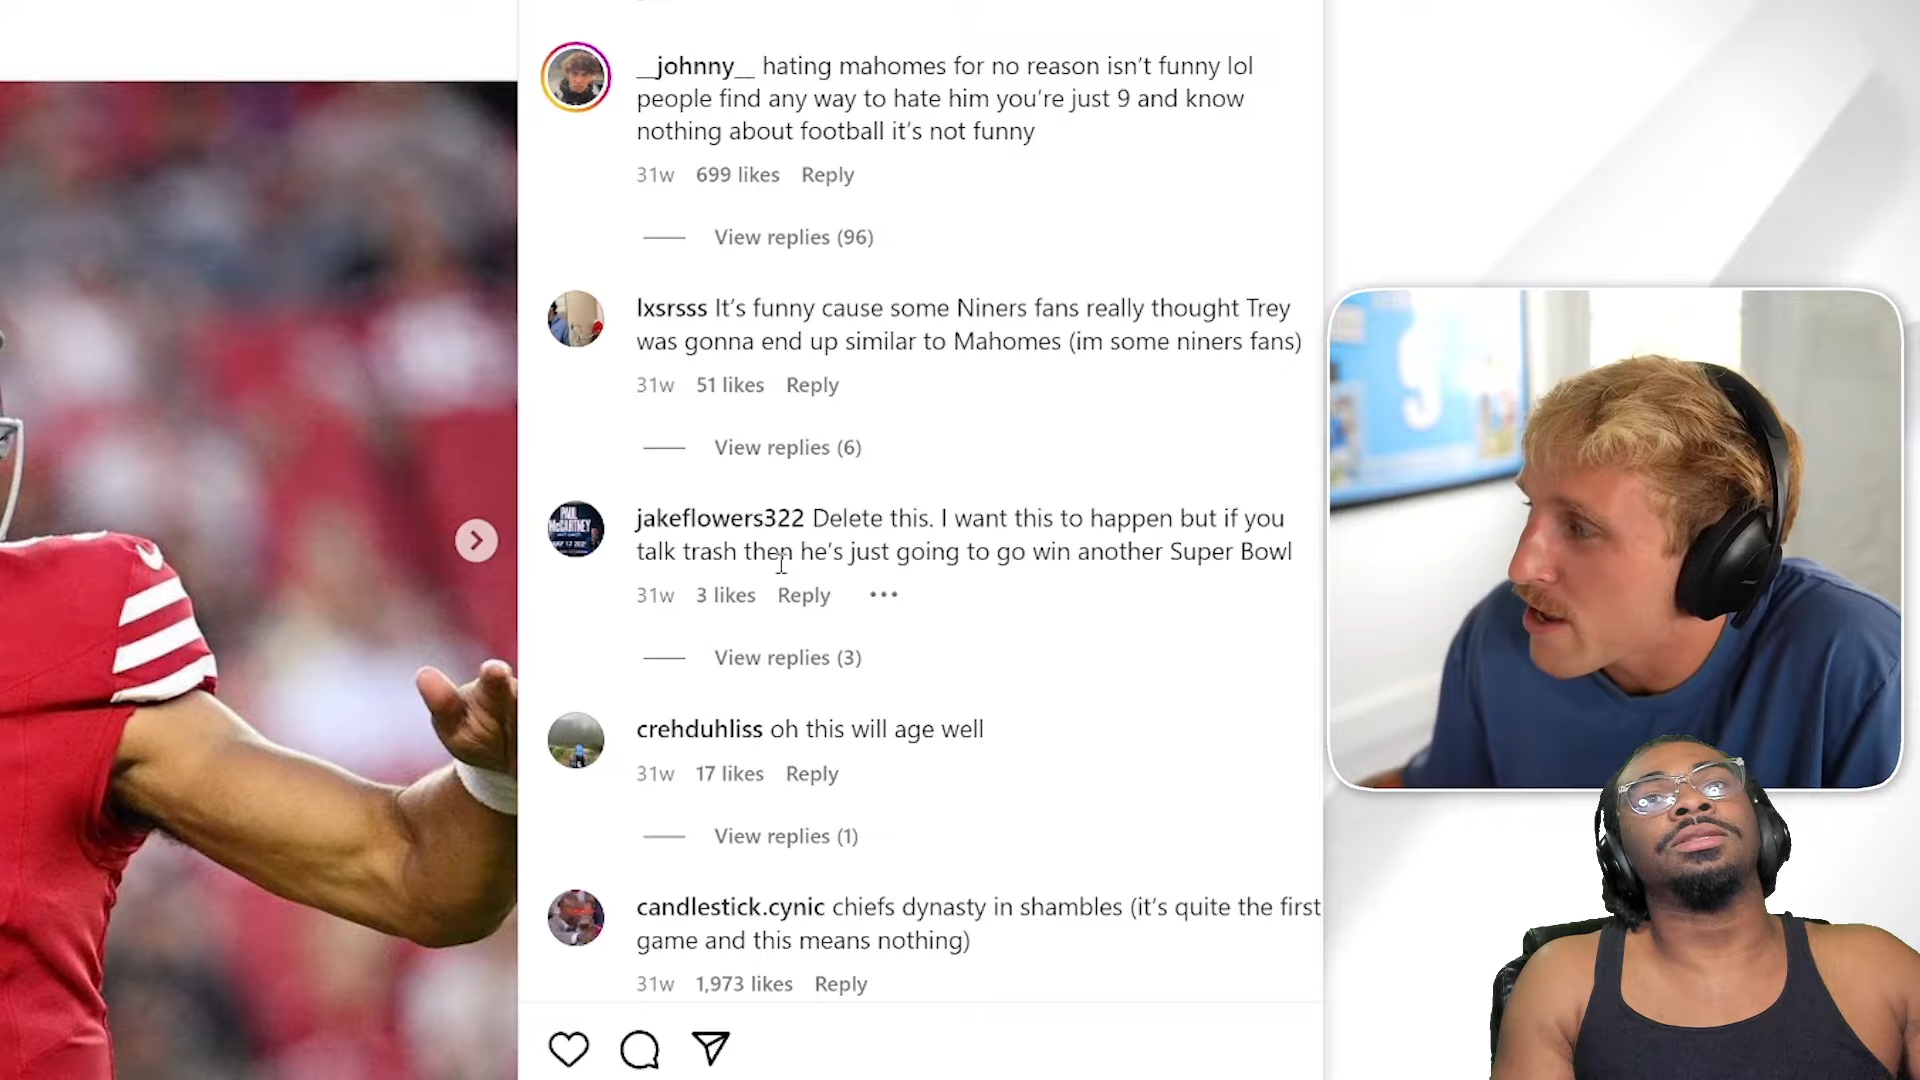 __johnny__ hating mahomes for no reason isn't funny lol
people find any way to hate him you're just 9 and know
nothing about football it's not funny
31w 699 likes Reply
View replies (96)
lxsrsss It's funny cause some Niners fans really thought Trey
was gonna end up similar to Mahomes (im some niners fans)
31w 51 likes Reply
View replies (6)
PAUL
McCARTNEY
jakeflowers322 Delete this. I want this to happen but if you
talk trash then he's just going to go win another Super Bowl
31w 3 likes Reply •••
View replies (3)
crehduhliss oh this will age well
31w 17 likes Reply
View replies (1)
candlestick.cynic chiefs dynasty in shambles (it's quite the first
game and this means nothing)
31w 1,973 likes Reply